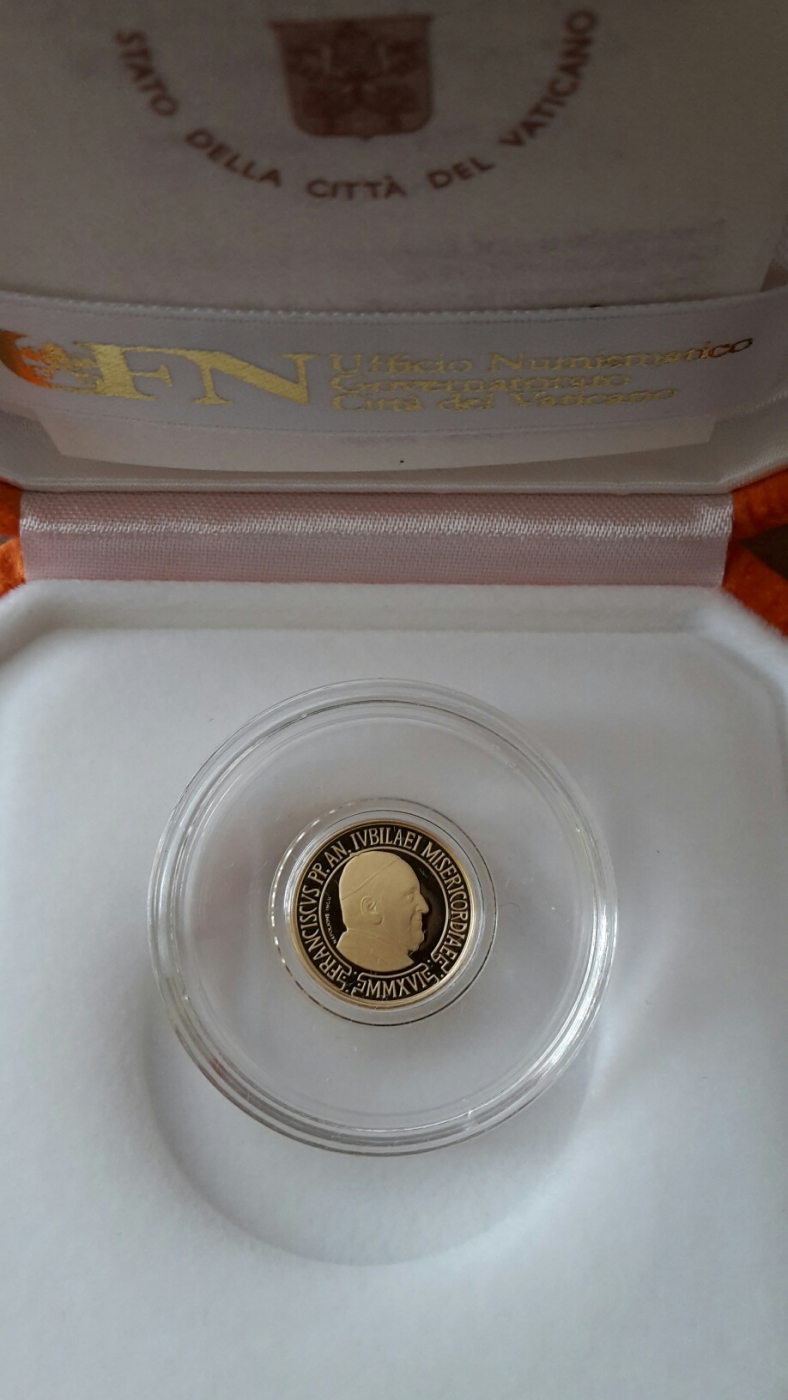 STATO DELLA CITTÀ DEL VATICANO
UFN Ufficio Numismatico
Governatorato
Città del Vaticano
FRANCISCVS PP. AN. IVBILAEI MISERICORDIAE
MMXVI